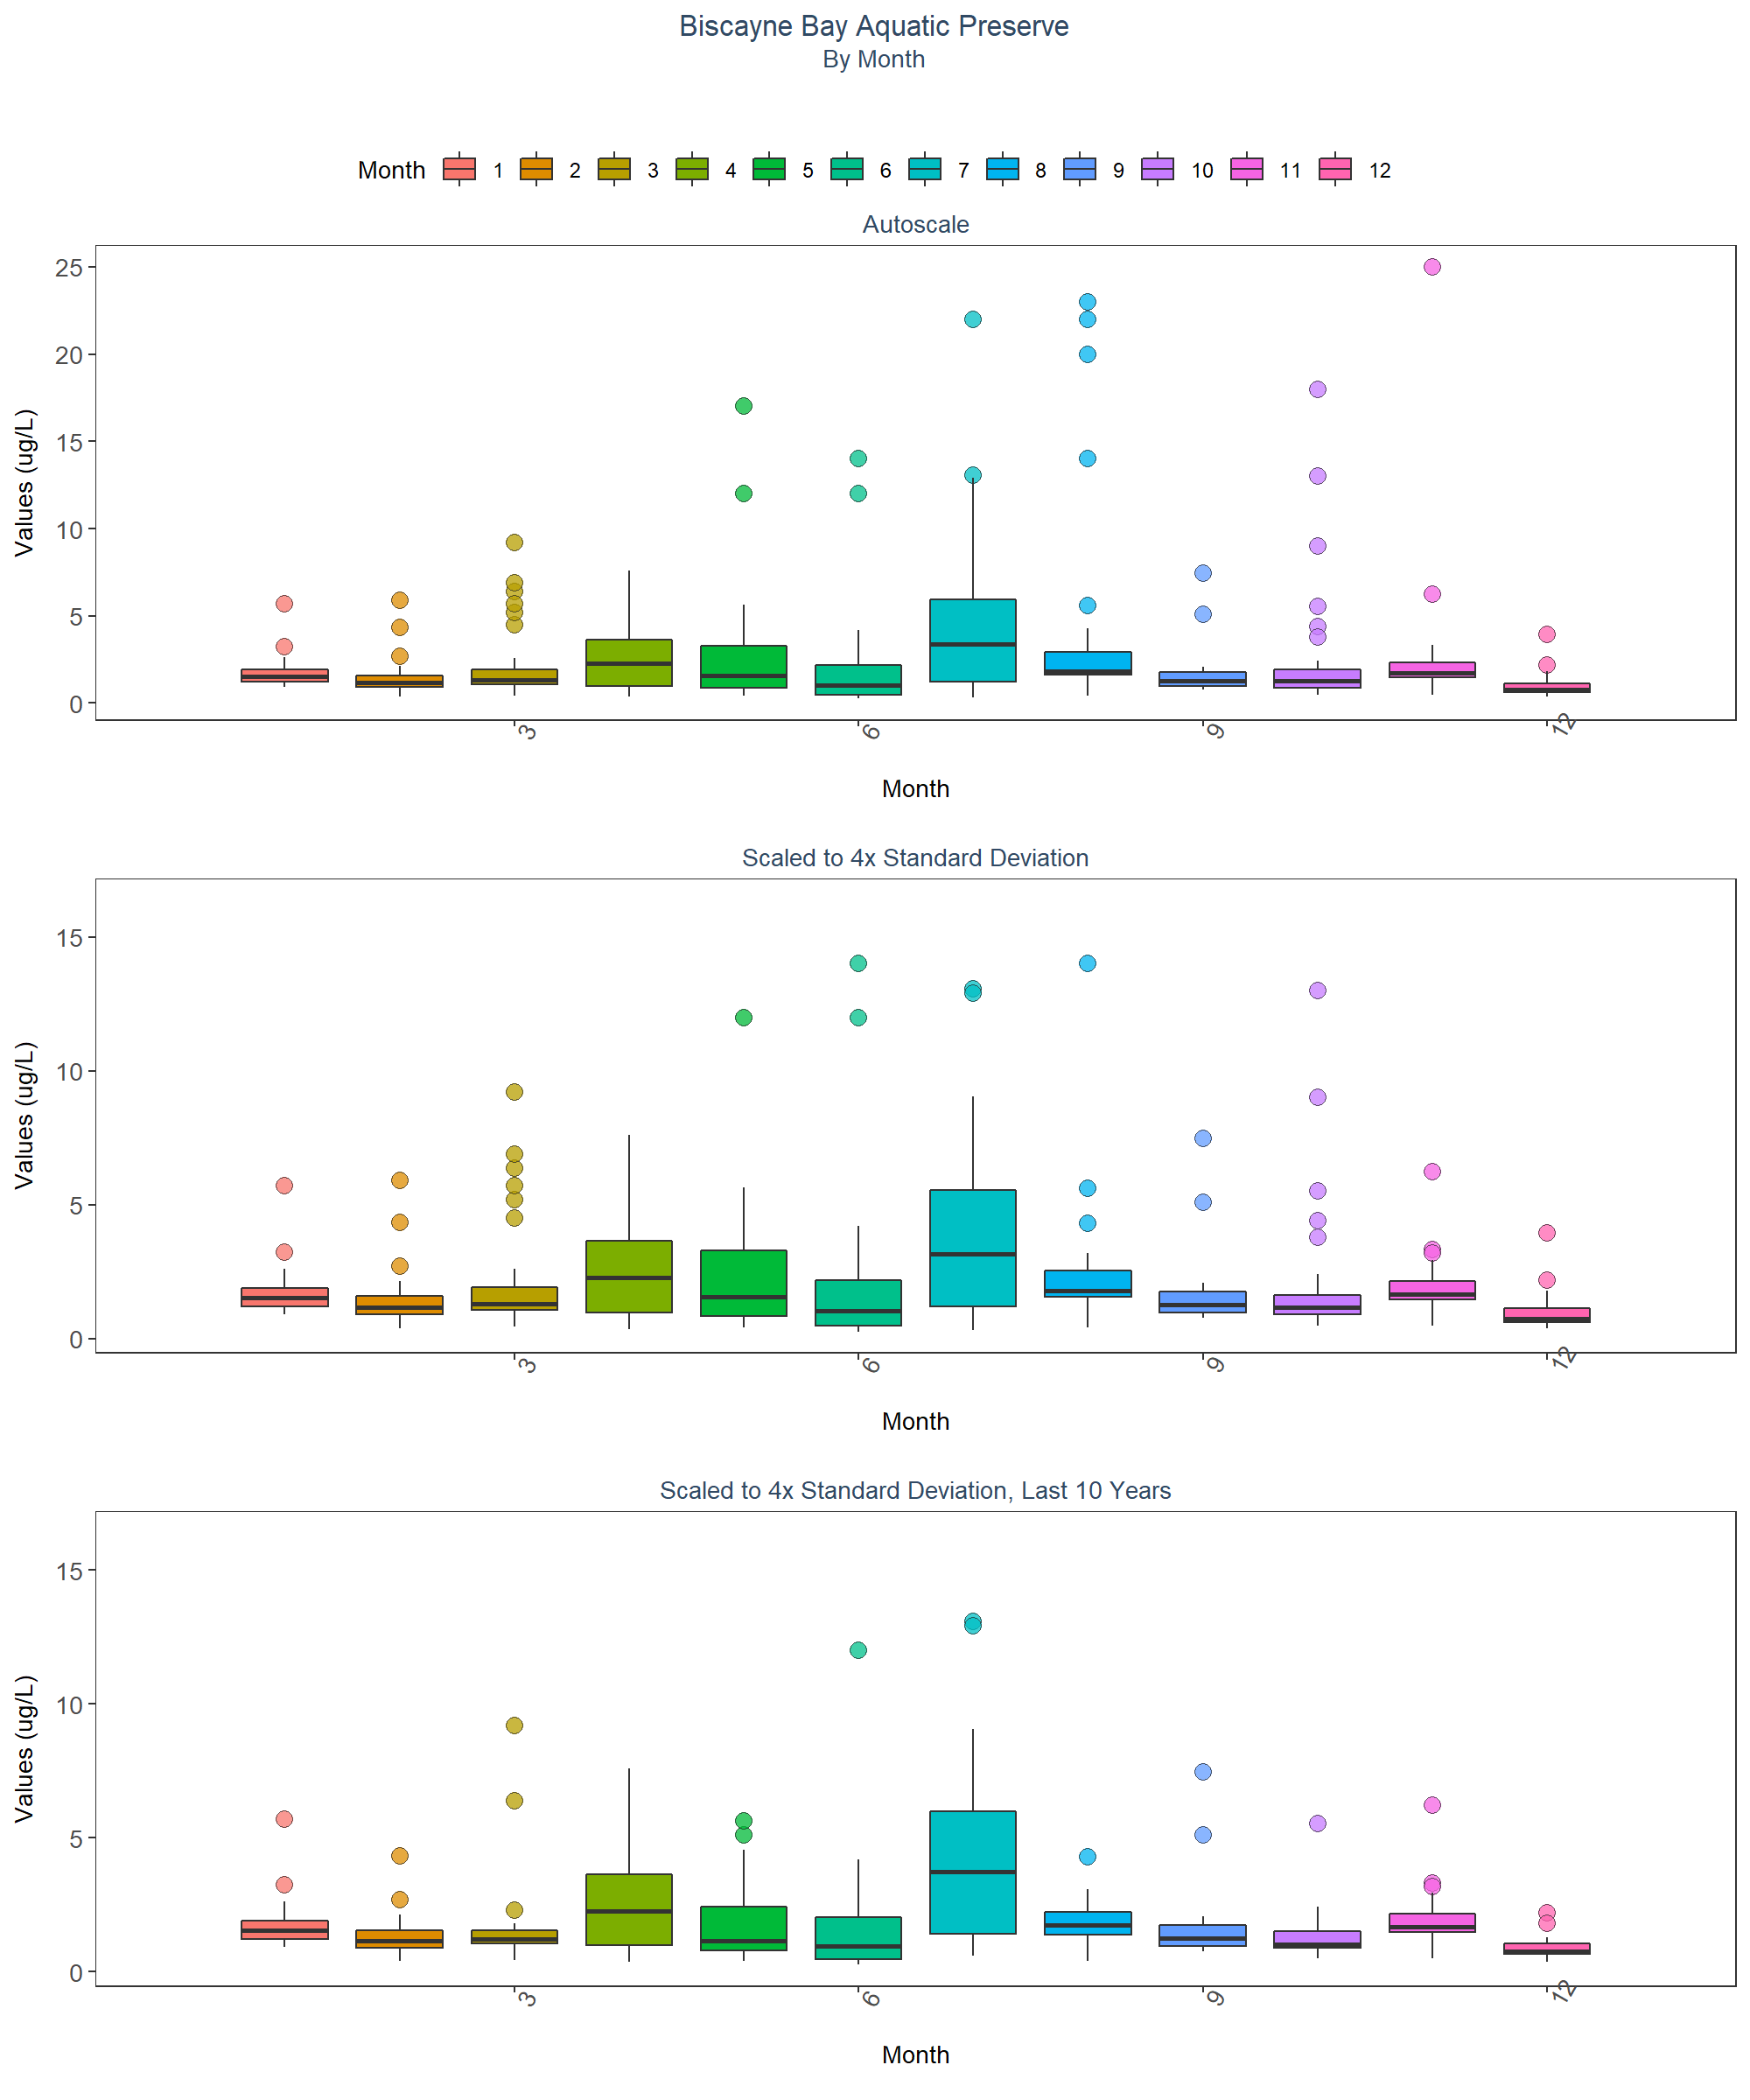 Biscayne Bay Aquatic Preserve
By Month
Month 1 2 3 4 5 6 7 8 9 10 11 12
Autoscale
25
20
15
10
5
0
Values (ug/L)
3 6 9 12
Month
Scaled to 4x Standard Deviation
15
10
5
0
Values (ug/L)
3 6 9 12
Month
Scaled to 4x Standard Deviation, Last 10 Years
15
10
5
0
Values (ug/L)
3 6 9 12
Month